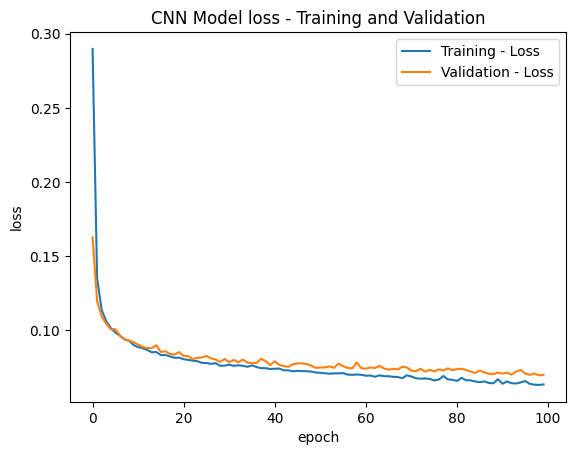 CNN Model loss - Training and Validation
0.30
0.25
0.20
0.15
0.10
loss
Training - Loss
Validation - Loss
0
20
40
60
80
100
epoch